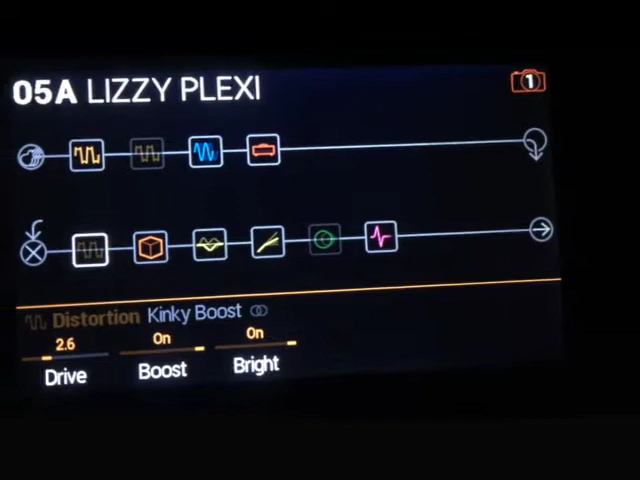 05A LIZZY PLEXI
1
Distortion Kinky Boost
2.6 On On
Drive Boost Bright